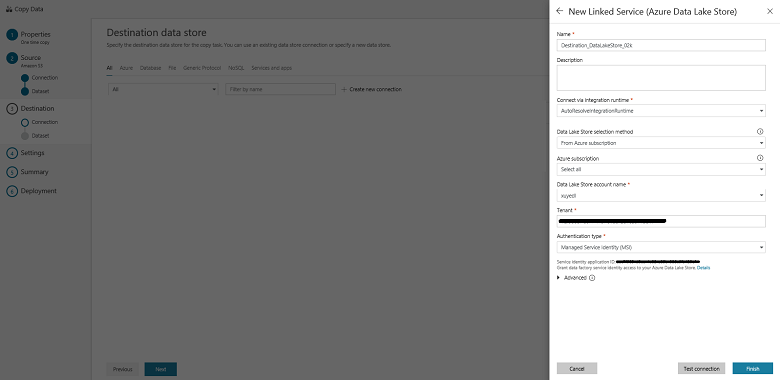 Copy Data
1 Properties
One time copy
2 Source
Amazon S3
Connection
Dataset
3 Destination
Connection
Dataset
4 Settings
5 Summary
6 Deployment
Destination data store
Specify the destination data store for the copy task. You can use an existing data store connection or specify a new data store.
All Azure Database File Generic Protocol NoSQL Services and apps
All Filter by name + Create new connection
Previous Next
New Linked Service (Azure Data Lake Store)
Name *
Destination_DataLakeStore_02k
Description
Connect via integration runtime *
AutoResolveIntegrationRuntime
Data Lake Store selection method
From Azure subscription
Azure subscription
Select all
Data Lake Store account name *
xuyedl
Tenant *
Authentication type *
Managed Service Identity (MSI)
Service identity application ID:
Grant data factory service identity access to your Azure Data Lake Store. Details
Advanced
Cancel Test connection Finish